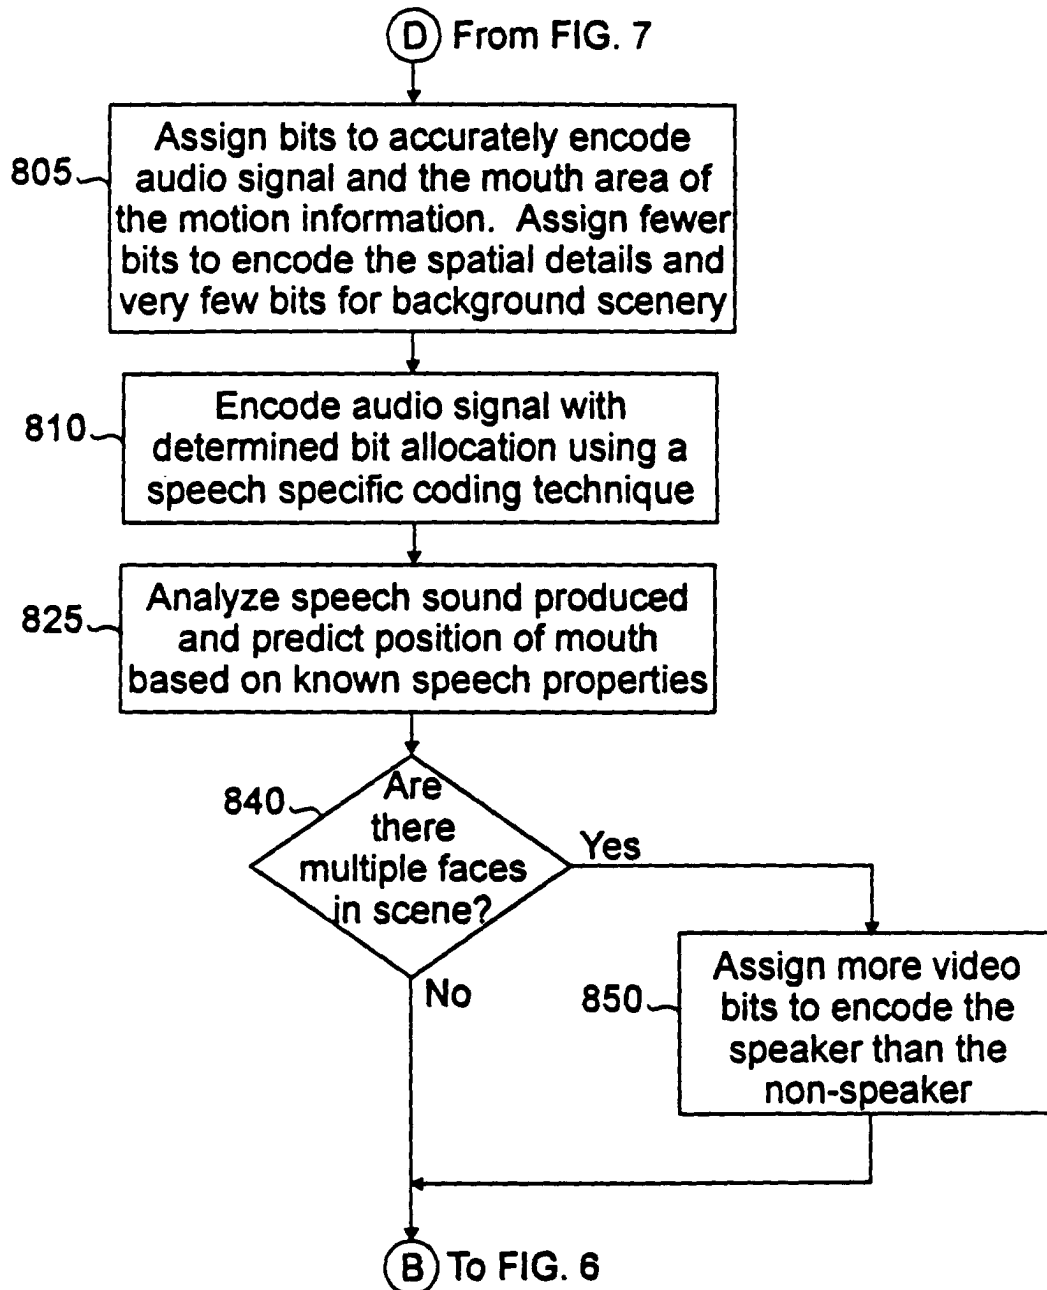 D From FIG. 7
805
Assign bits to accurately encode
audio signal and the mouth area of
the motion information. Assign fewer
bits to encode the spatial details and
very few bits for background scenery
810
Encode audio signal with
determined bit allocation using a
speech specific coding technique
825
Analyze speech sound produced
and predict position of mouth
based on known speech properties
840
Are
there
multiple faces
in scene?
Yes
No
850
Assign more video
bits to encode the
speaker than the
non-speaker
B To FIG. 6